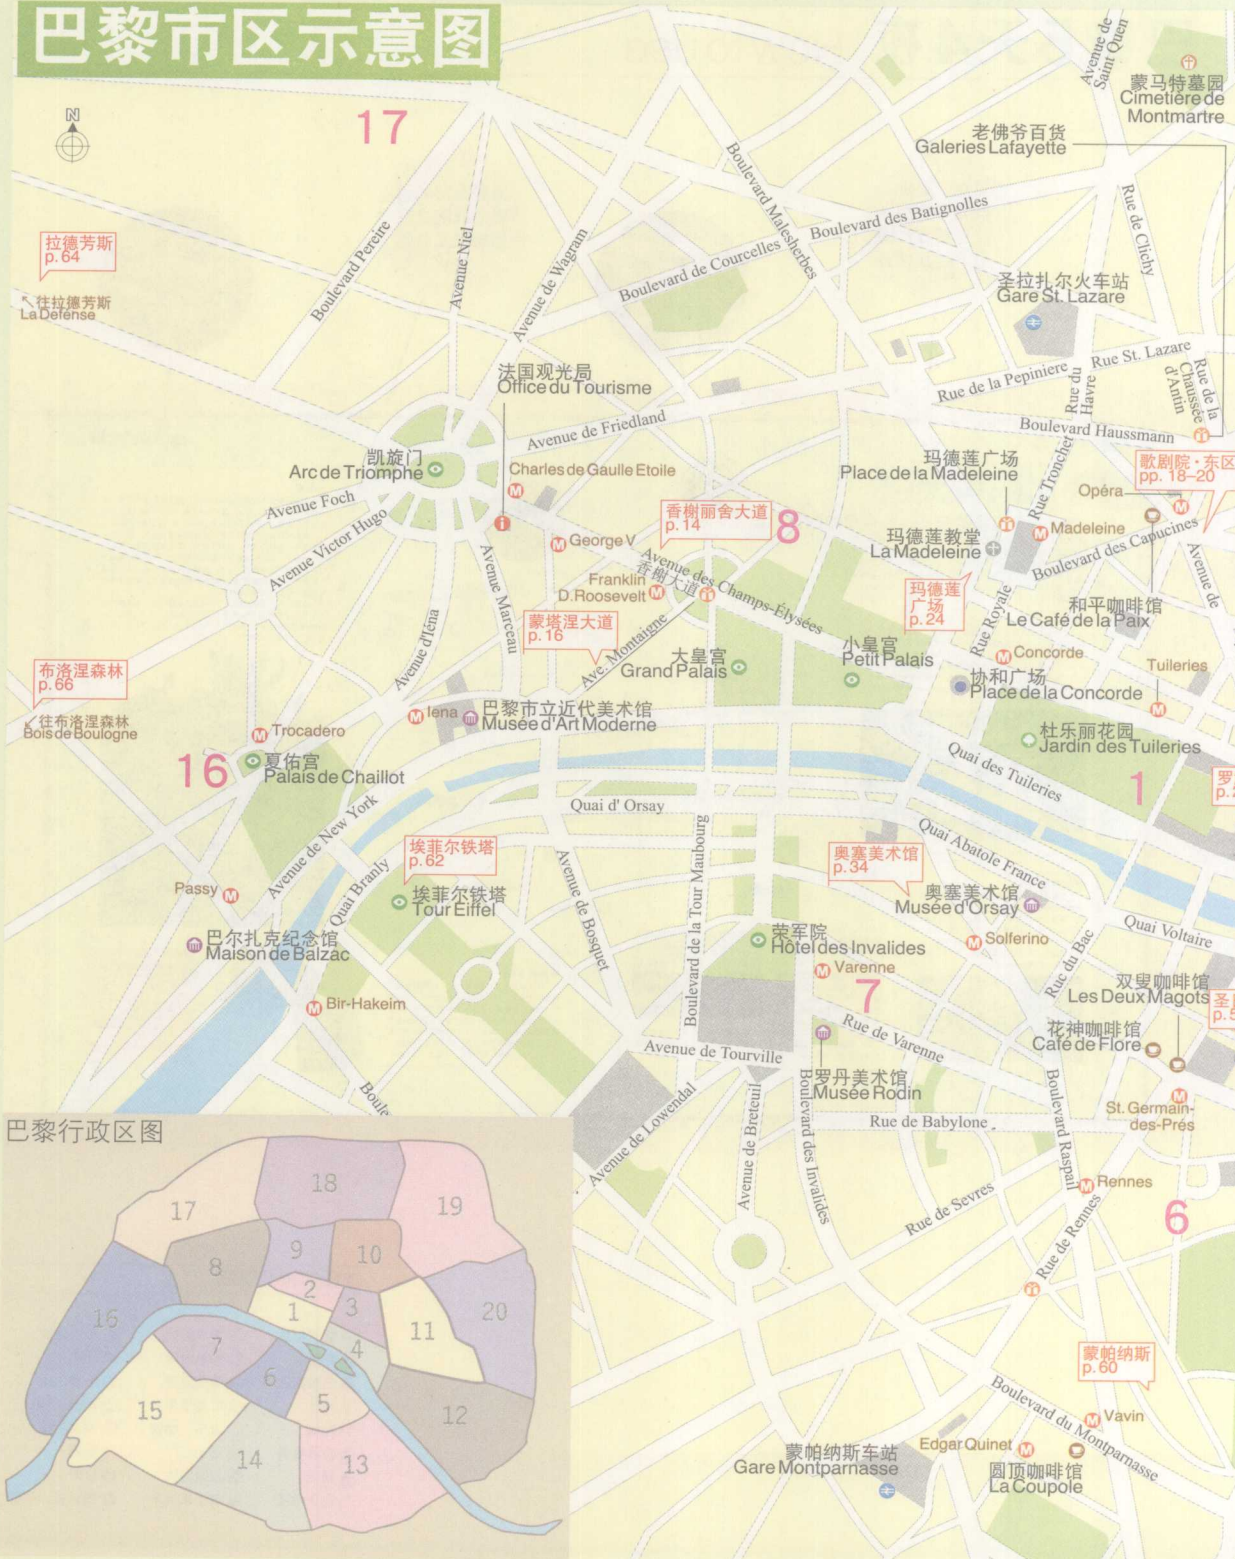 巴黎市区示意图
N
17
Avenue de
Saint Quen
蒙马特墓园
Cimetière de
Montmartre
老佛爷百货
Galeries Lafayette
Boulevard Malesherbes
Boulevard des Batignolles
Rue de Clichy
拉德芳斯
p.64
往拉德芳斯
La Defense
Boulevard Pereire
Avenue Niel
Avenue de Wagram
Boulevard de Courcelles
圣拉扎尔火车站
Gare St. Lazare
Rue St. Lazare
Rue de la Pepiniere
Rue du
Havre
Rue de la
Chaussée
d'Antin
法国观光局
Office du Tourisme
Avenue de Friedland
Boulevard Haussmann
凯旋门
Arc de Triomphe
Charles de Gaulle Etoile
玛德莲广场
Place de la Madeleine
Rue Tronchet
歌剧院·东区
pp. 18–20
Opéra
Avenue Foch
Avenue Victor Hugo
香榭丽舍大道
p.14
8
George V
玛德莲教堂
La Madeleine
Madeleine
Boulevard des Capucines
Avenue de
Avenue des Champs-Élysées
香榭大道
Franklin
D. Roosevelt
Avenue Marceau
玛德莲
广场
p.24
Rue Royale
和平咖啡馆
Le Café de la Paix
Avenue d'Iéna
蒙塔涅大道
p.16
Ave. Montaigne
大皇宫
Grand Palais
小皇宫
Petit Palais
Concorde
Tuileries
布洛涅森林
p.66
往布洛涅森林
Bois de Boulogne
协和广场
Place de la Concorde
Iena
巴黎市立近代美术馆
Musée d'Art Moderne
Trocadero
16
夏佑宫
Palais de Chaillot
杜乐丽花园
Jardin des Tuileries
Quai des Tuileries
1
罗
Quai d' Orsay
Avenue de New York
Quai Branly
埃菲尔铁塔
p.62
埃菲尔铁塔
Tour Eiffel
Avenue de Bosquet
Boulevard de la Tour Maubourg
Quai Abatole France
奥塞美术馆
p.34
奥塞美术馆
Musée d'Orsay
Passy
巴尔扎克纪念馆
Maison de Balzac
荣军院
Hôtel des Invalides
Solferino
Quai Voltaire
Rue du Bac
Bir-Hakeim
Varenne
7
双叟咖啡馆
Les Deux Magots
花神咖啡馆
Café de Flore
Rue de Varenne
Avenue de Tourville
罗丹美术馆
Musée Rodin
Boule
St. Germain-
des-Prés
Rue de Babylone
Boulevard Raspail
Avenue de Lowendal
Avenue de Breteuil
Boulevard des Invalides
Rennes
Rue de Sevres
Rue de Rennes
6
蒙帕纳斯
p.60
Boulevard du Montparnasse
Vavin
Edgar Quinet
蒙帕纳斯车站
Gare Montparnasse
圆顶咖啡馆
La Coupole
巴黎行政区图
17
18
19
8
9
10
2
1
3
16
20
7
4
11
6
5
15
12
14
13